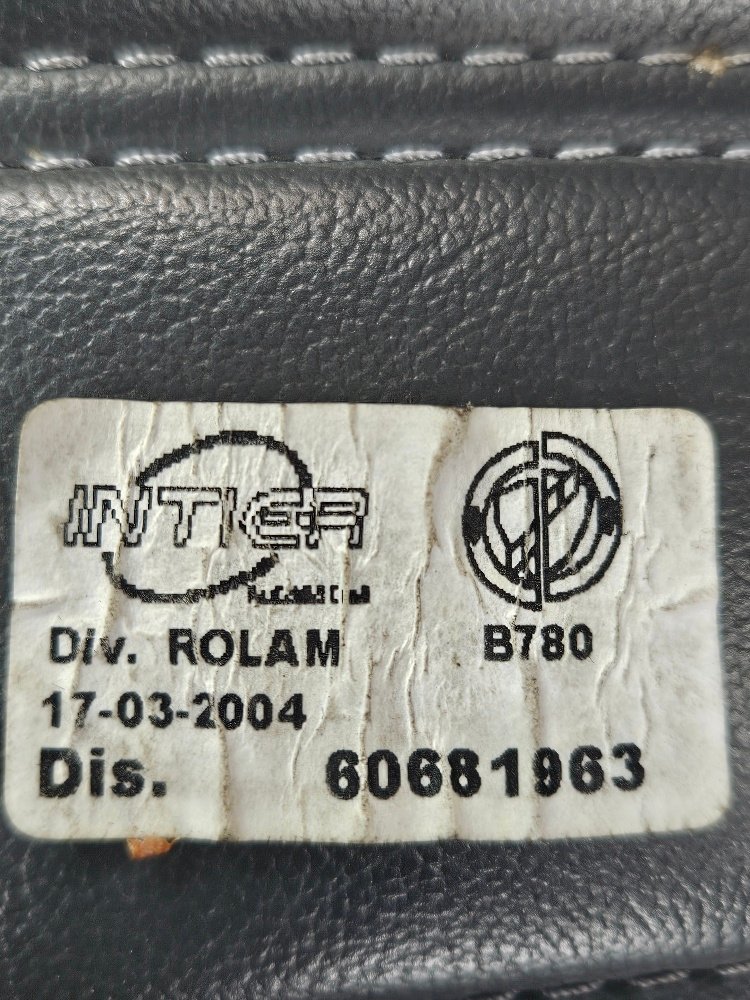 INTIER
Div. ROLAM
B780
17-03-2004
Dis. 60681963